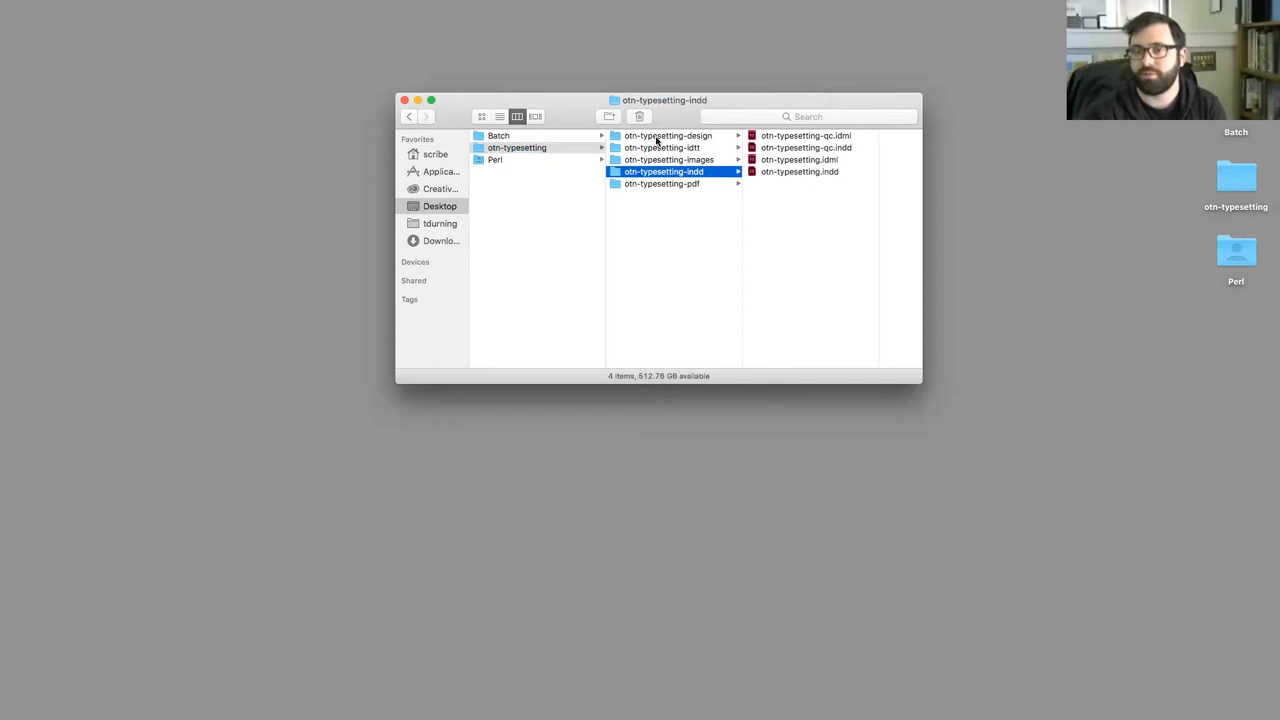 otn-typesetting-indd
Search
Favorites
scribe
Applica...
Creativ...
Desktop
tdurning
Downlo...
Devices
Shared
Tags
Batch
otn-typesetting
Perl
otn-typesetting-design
otn-typesetting-idtt
otn-typesetting-images
otn-typesetting-indd
otn-typesetting-pdf
otn-typesetting-qc.idml
otn-typesetting-qc.indd
otn-typesetting.idml
otn-typesetting.indd
4 items, 512.76 GB available
Batch
otn-typesetting
Perl